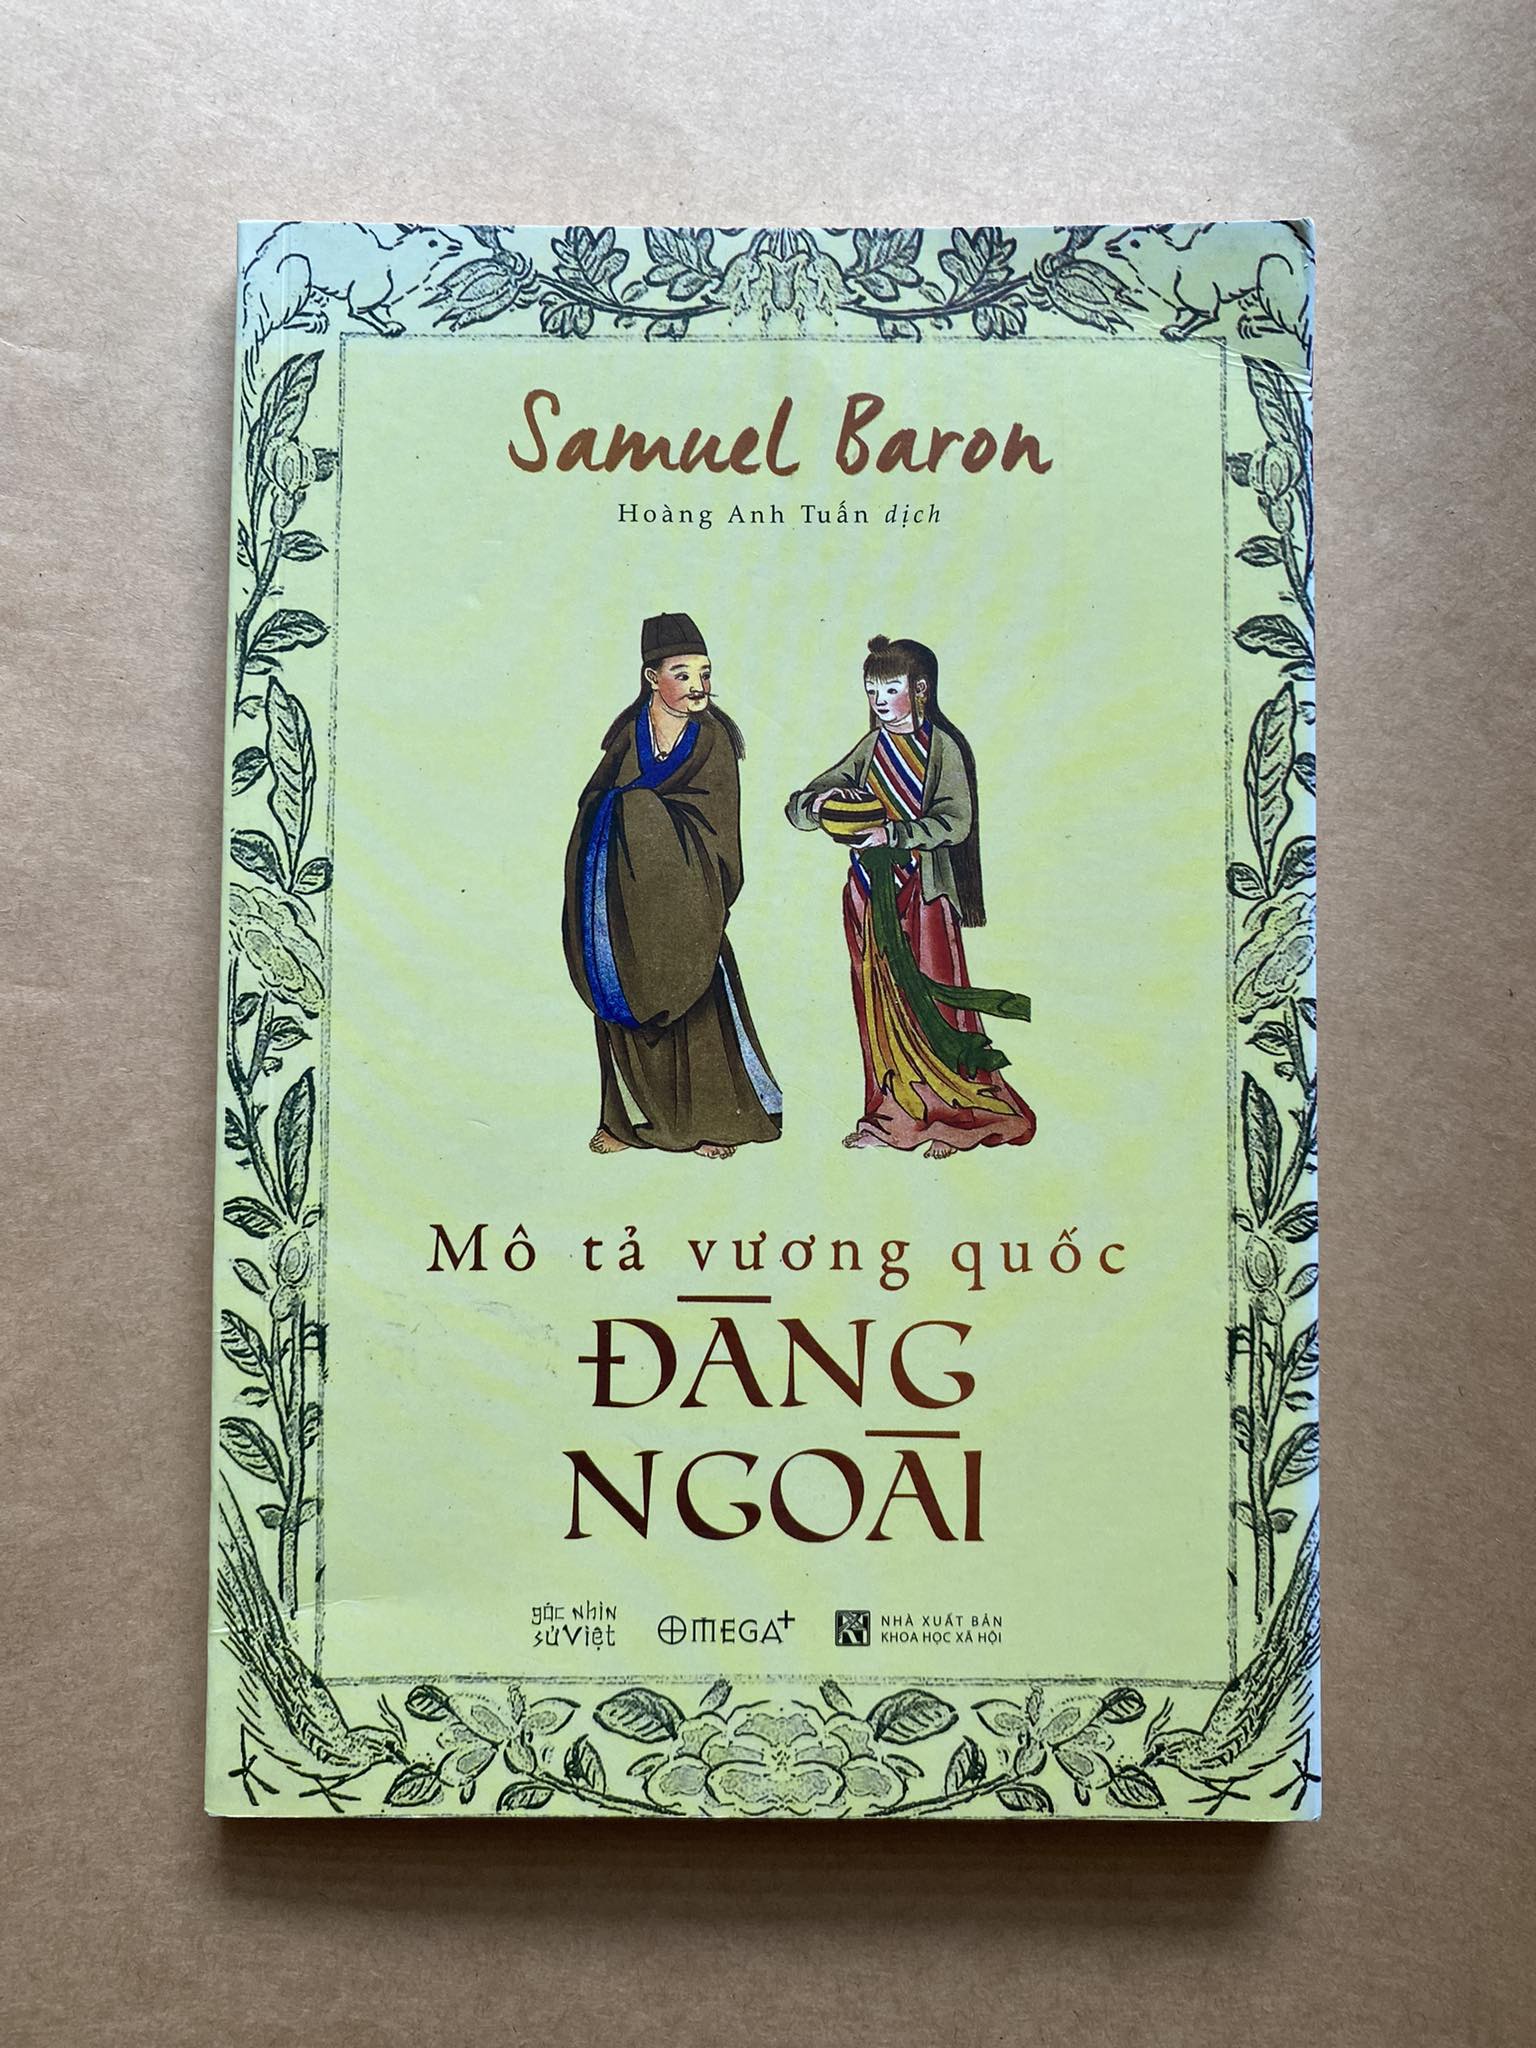 Samuel Baron
Hoàng Anh Tuấn dịch
Mô tả vương quốc
ĐÀNG
NGOÀI
góc nhìn
sử việt
OMEGA+
NHÀ XUẤT BẢN
KHOA HỌC XÃ HỘI